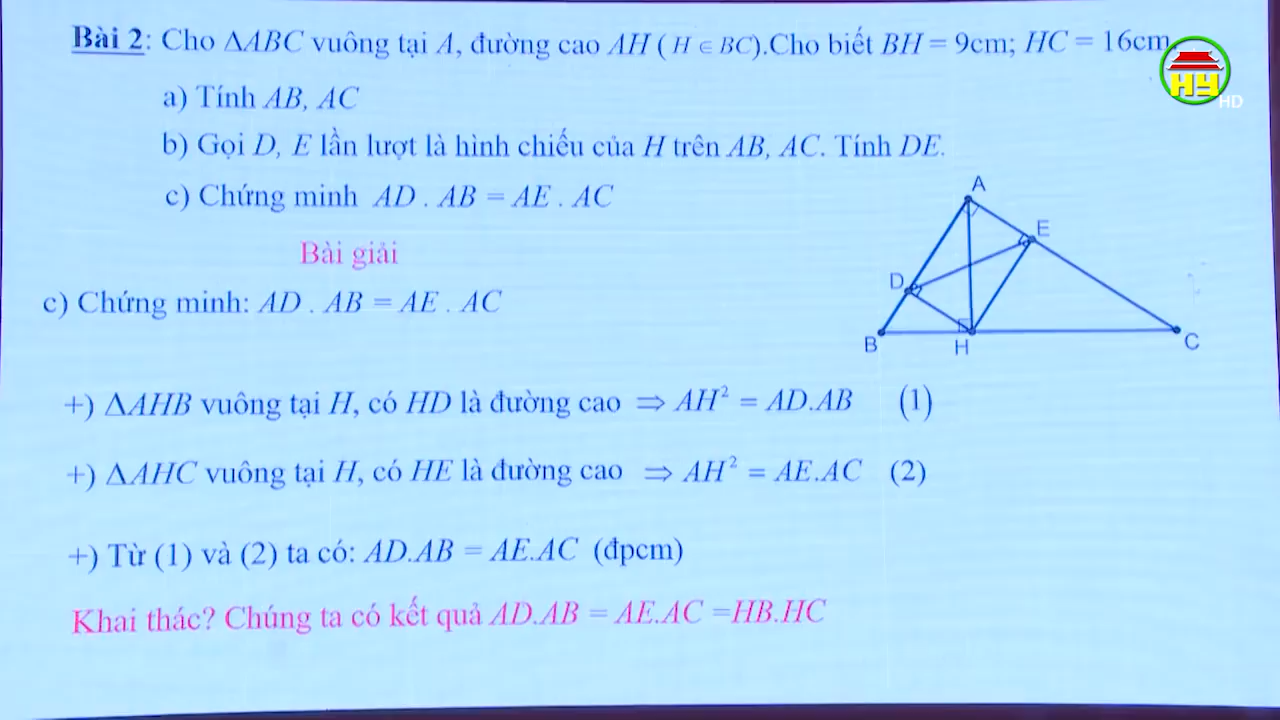 Bài 2: Cho ΔABC vuông tại A, đường cao AH ( H ∈ BC).Cho biết BH = 9cm; HC = 16cm.
HY
HD
a) Tính AB, AC
b) Gọi D, E lần lượt là hình chiếu của H trên AB, AC. Tính DE.
c) Chứng minh AD . AB = AE . AC
A
E
D
B
H
C
Bài giải
c) Chứng minh: AD . AB = AE . AC
+) ΔAHB vuông tại H, có HD là đường cao ⇒ AH² = AD.AB (1)
+) ΔAHC vuông tại H, có HE là đường cao ⇒ AH² = AE.AC (2)
+) Từ (1) và (2) ta có: AD.AB = AE.AC (đpcm)
Khai thác? Chúng ta có kết quả AD.AB = AE.AC =HB.HC